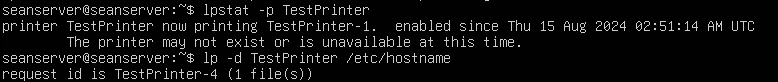 seanserver@seanserver:~$ lpstat -p TestPrinter
printer TestPrinter now printing TestPrinter-1.  enabled since Thu 15 Aug 2024 02:51:14 AM UTC
        The printer may not exist or is unavailable at this time.
seanserver@seanserver:~$ lp -d TestPrinter /etc/hostname
request id is TestPrinter-4 (1 file(s))